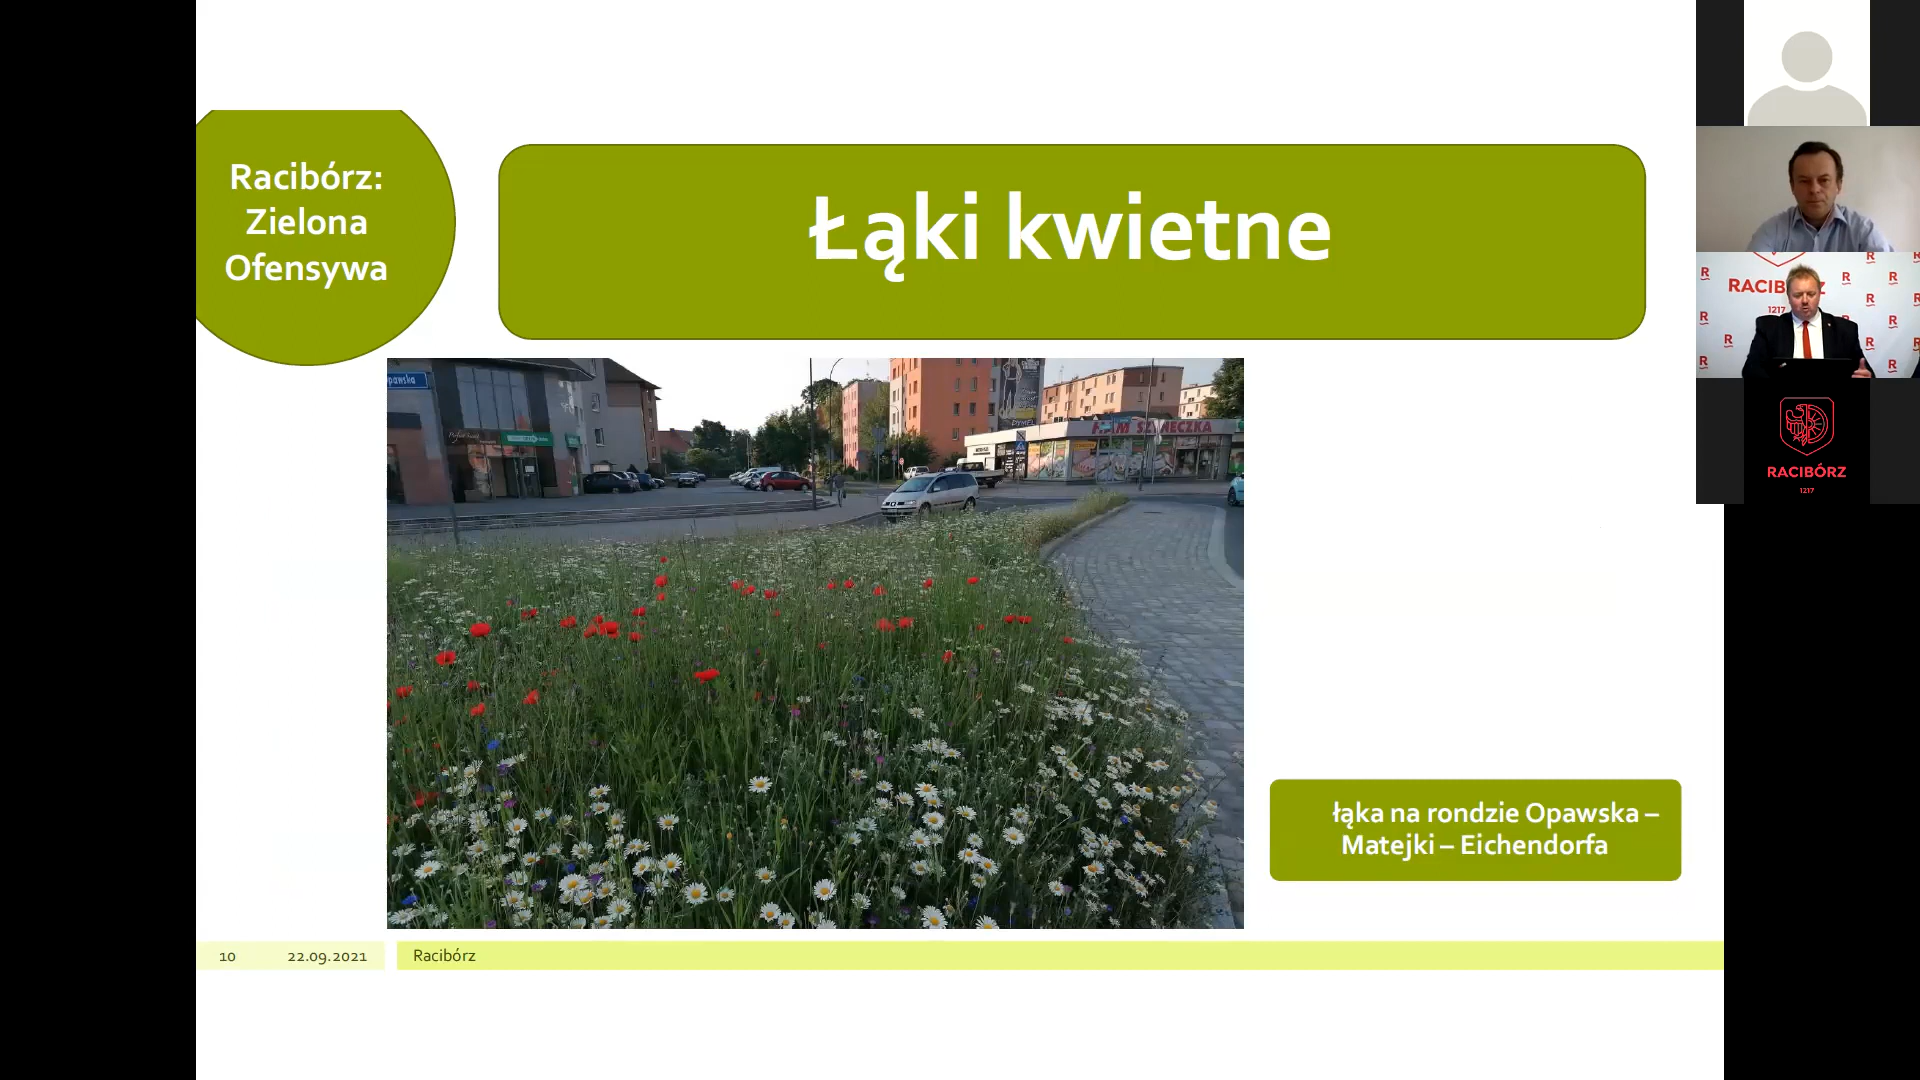 Racibórz:
Zielona
Ofensywa
Łąki kwietne
łąka na rondzie Opawska –
Matejki – Eichendorfa
10
22.09.2021
Racibórz
RACIBÓRZ
1217